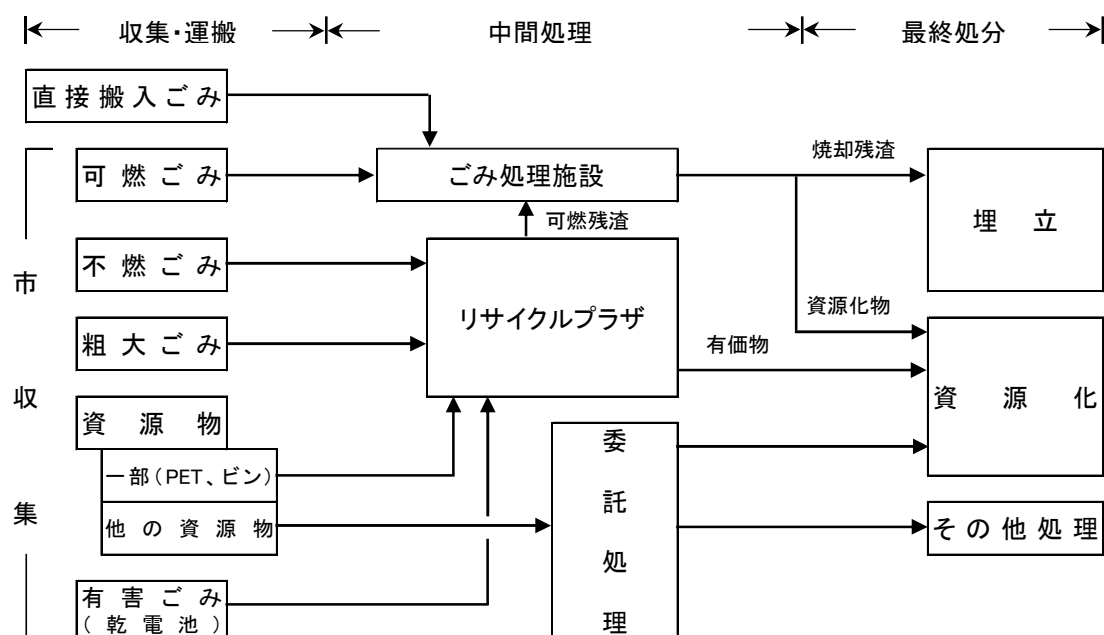 収集・運搬
中間処理
最終処分
直接搬入ごみ
可燃ごみ
ごみ処理施設
焼却残渣
埋立
可燃残渣
不燃ごみ
市
リサイクルプラザ
資源化物
粗大ごみ
有価物
収
資源化
資源物
委
一部(PET、ビン)
託
集
他の資源物
その他処理
処
有害ごみ
(乾電池)
理